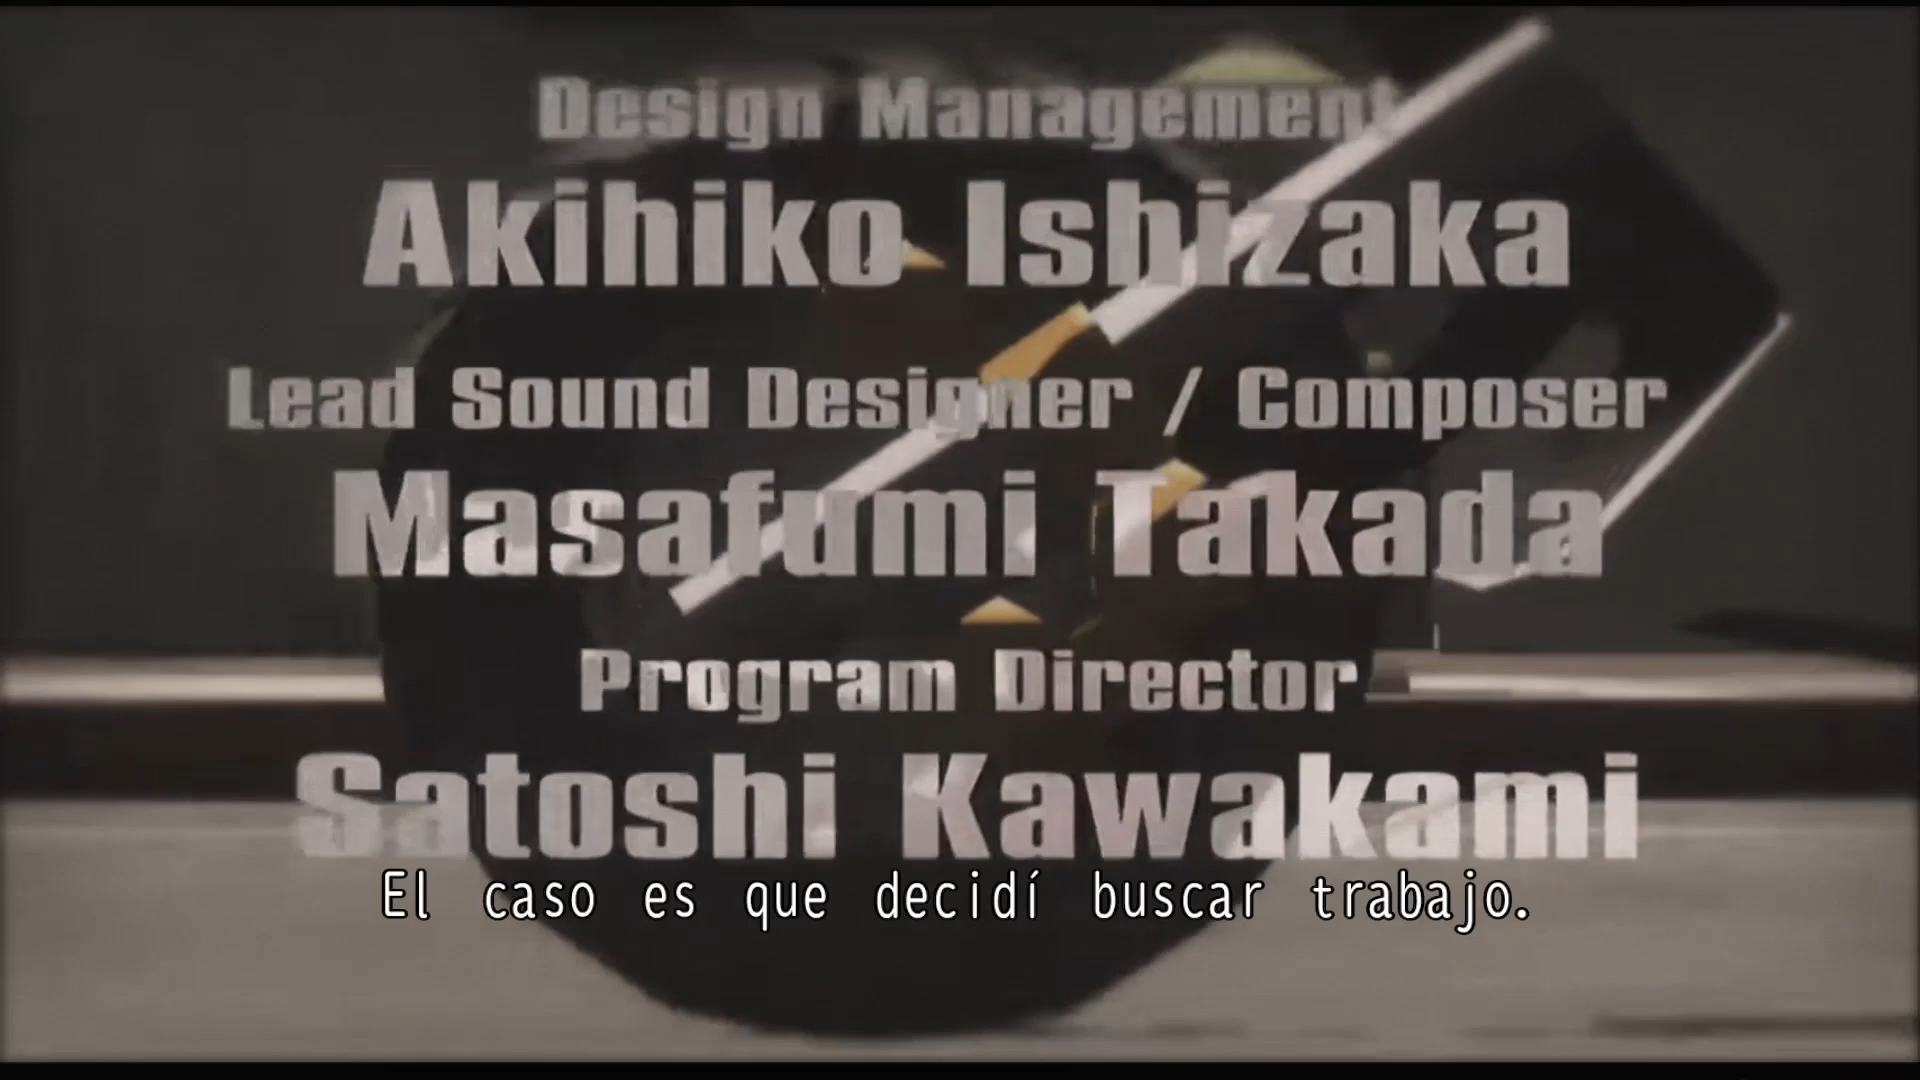 Design Management
Akihiko Ishizaka
Lead Sound Designer / Composer
Masafumi Takada
Program Director
Satoshi Kawakami
El caso es que decidí buscar trabajo.